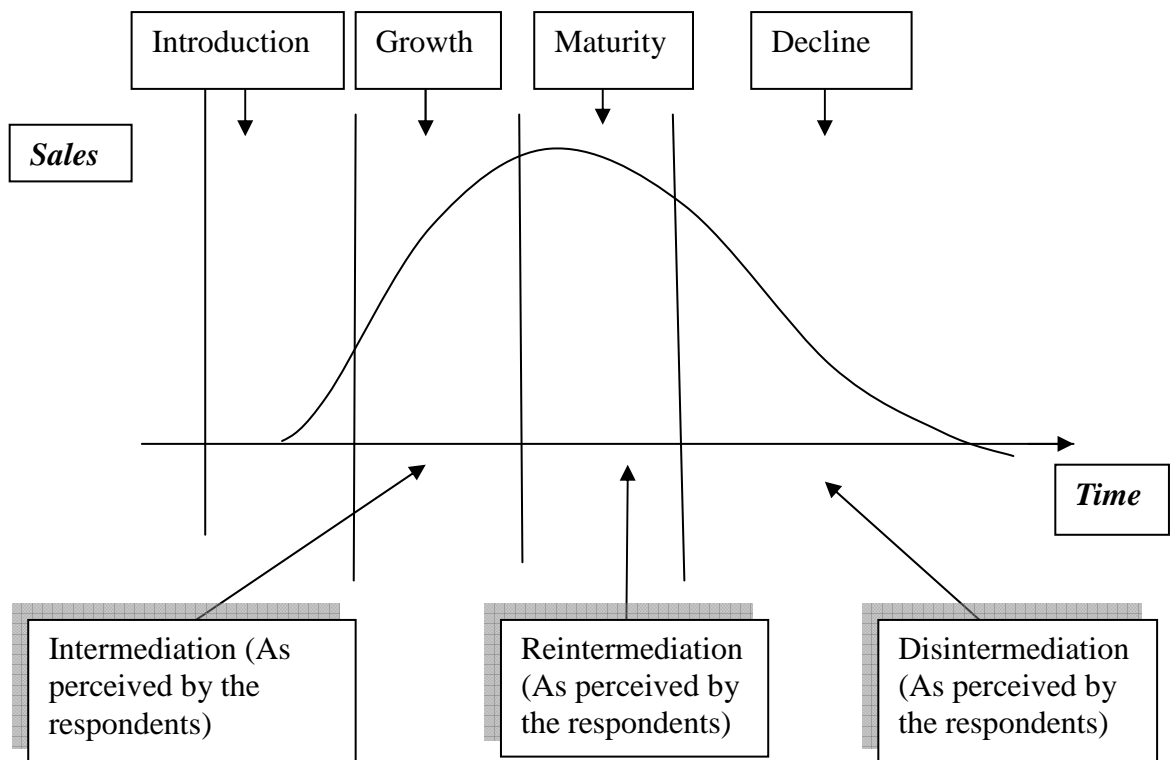 Introduction
Growth
Maturity
Decline
Sales
Time
Intermediation (As
perceived by the
respondents)
Reintermediation
(As perceived by
the respondents)
Disintermediation
(As perceived by
the respondents)